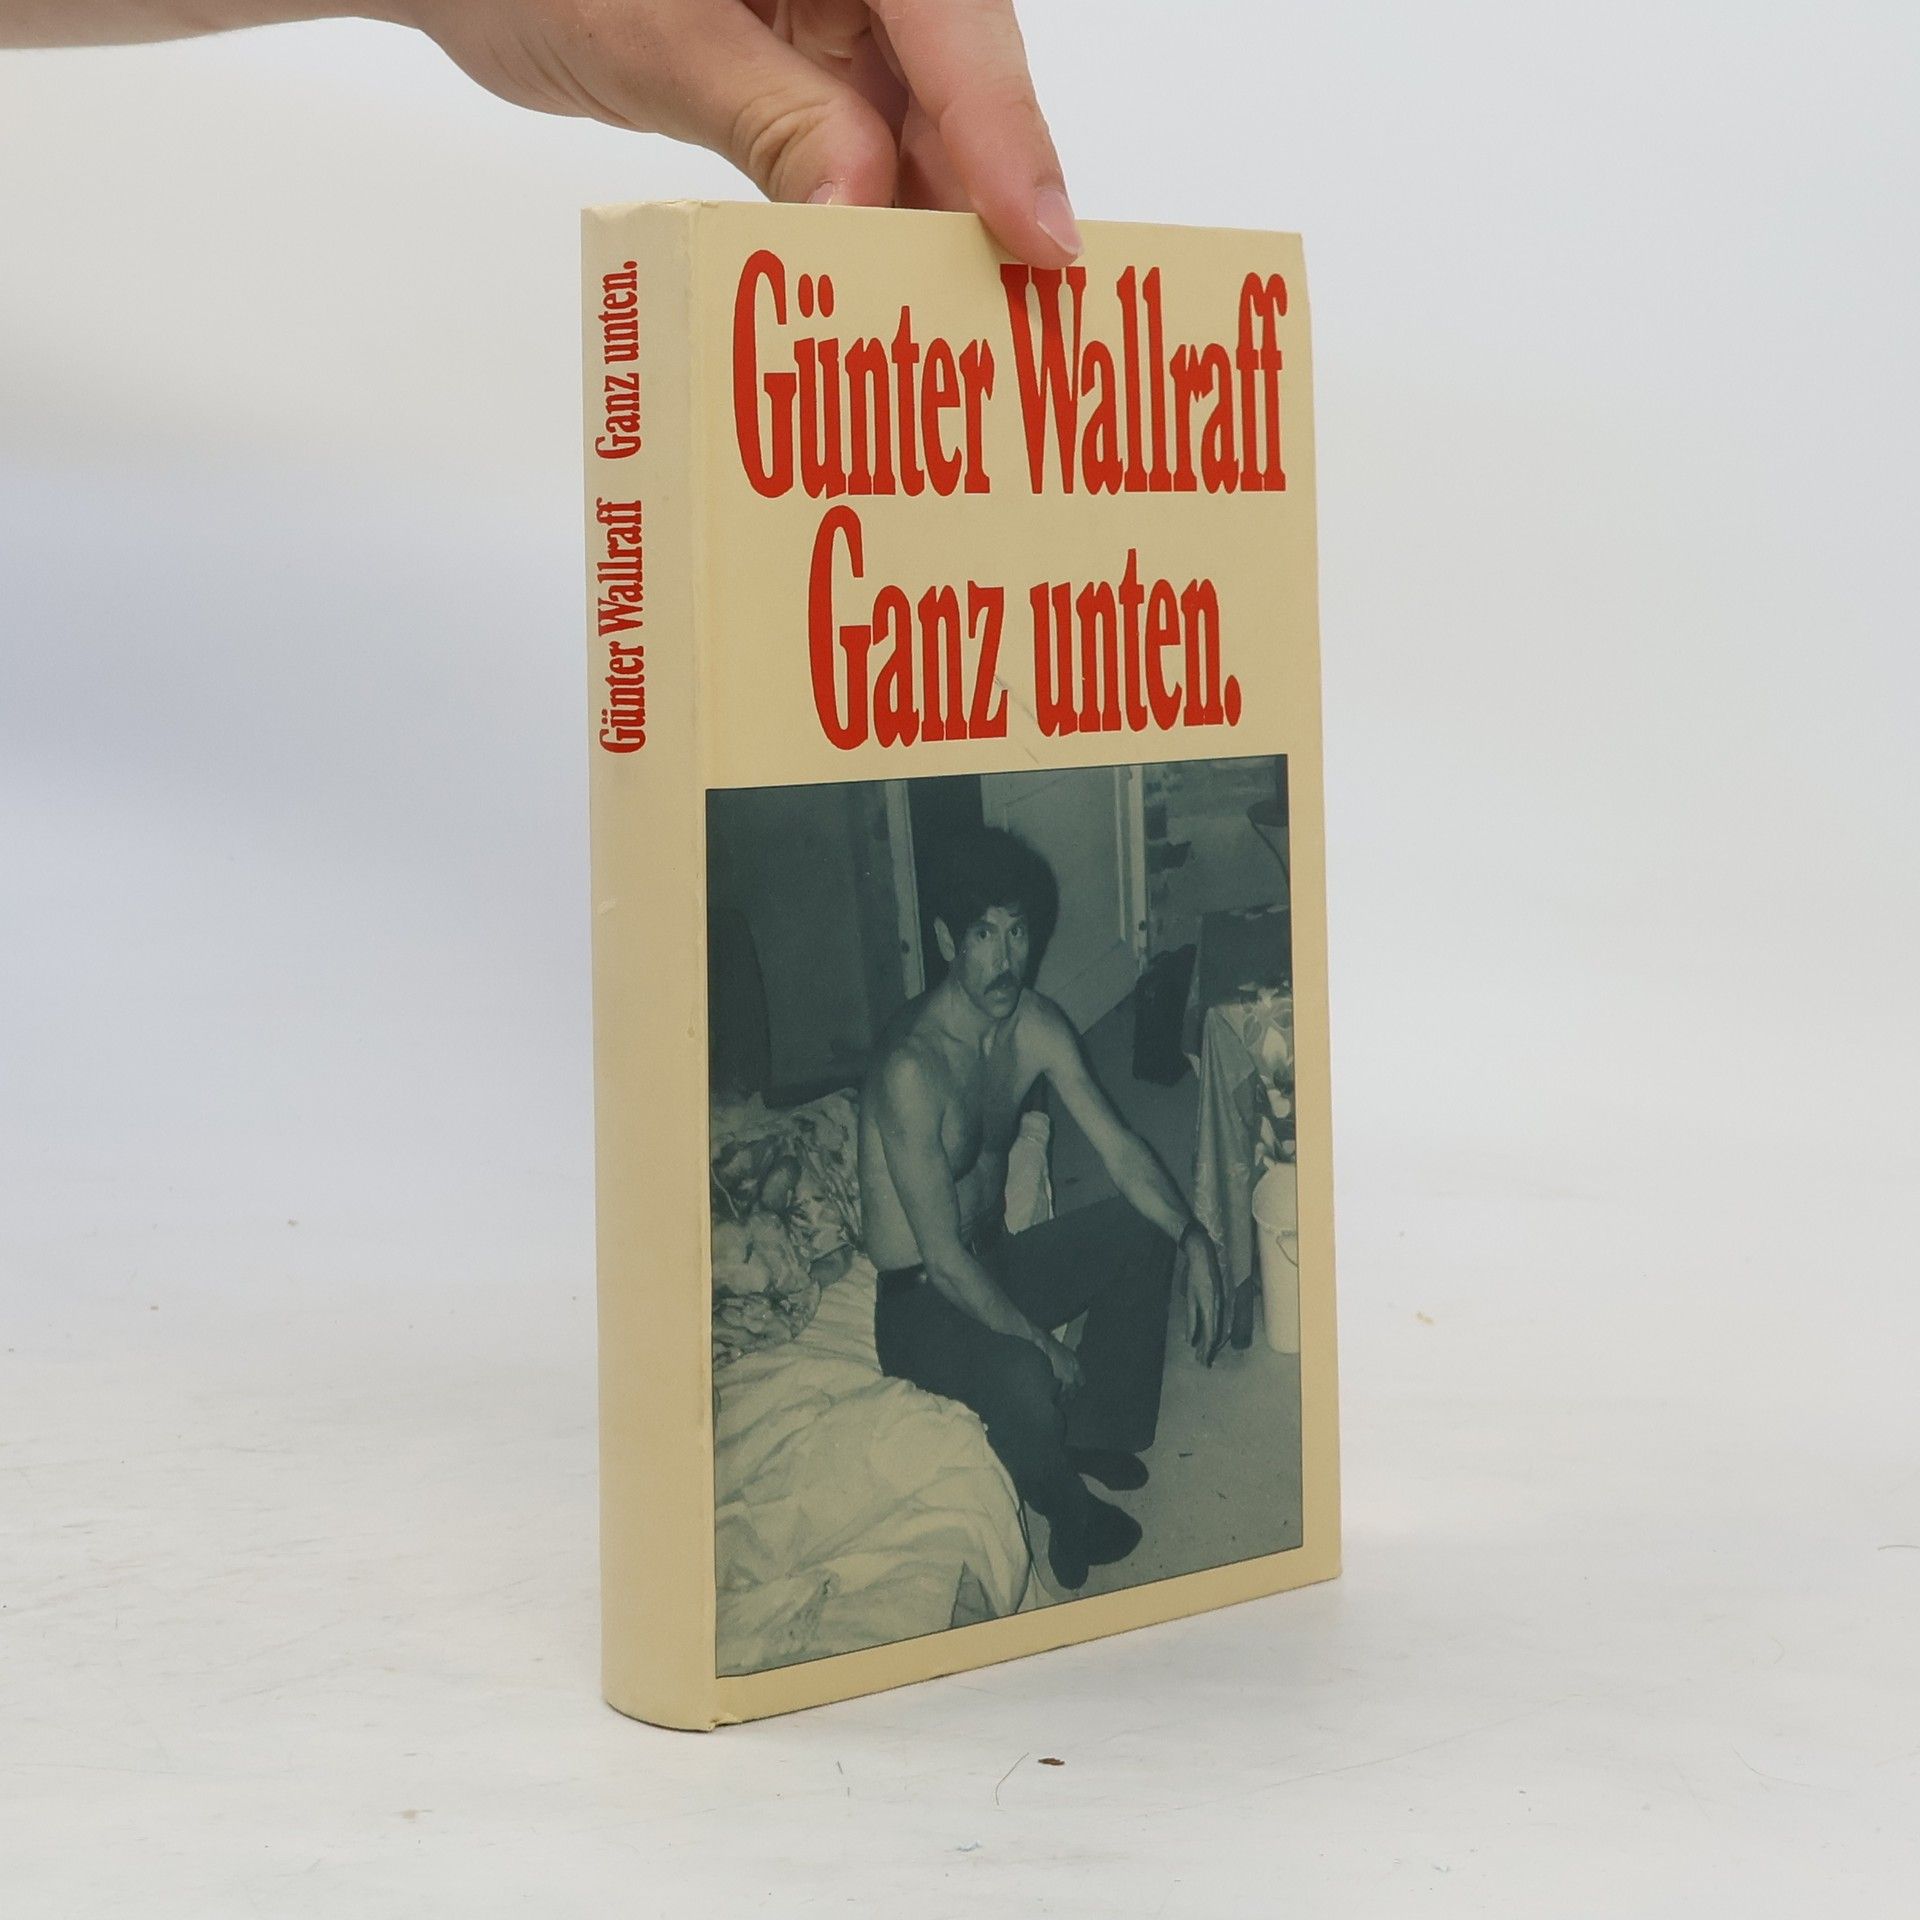 Günter Wallraff Ganz unten.
Günter Wallraff
Ganz unten.